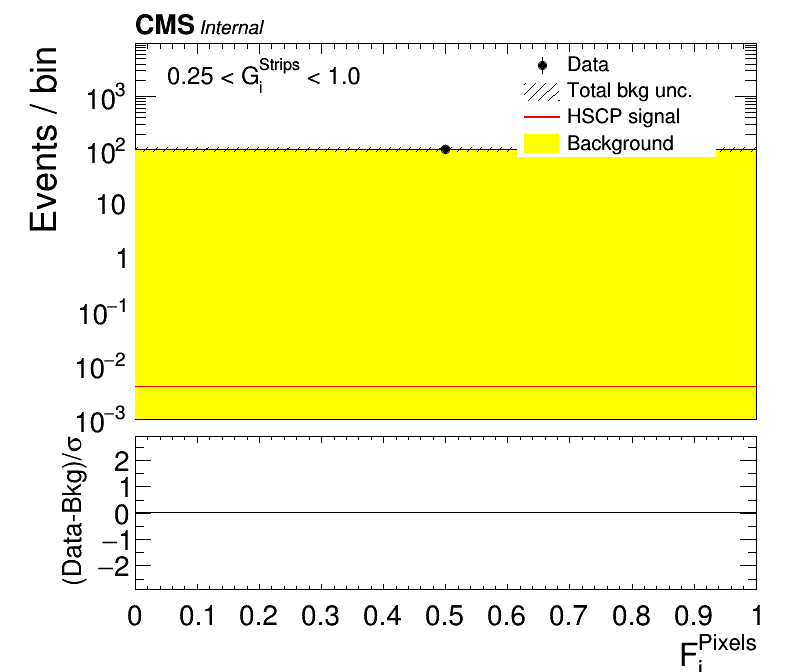 CMS Internal
0.25 < G_i^Strips < 1.0
Data
Total bkg unc.
HSCP signal
Background
Events / bin
10^3
10^2
10
1
10^−1
10^−2
10^−3
(Data-Bkg)/σ
2
1
0
−1
−2
0 0.1 0.2 0.3 0.4 0.5 0.6 0.7 0.8 0.9 1
F_i^Pixels